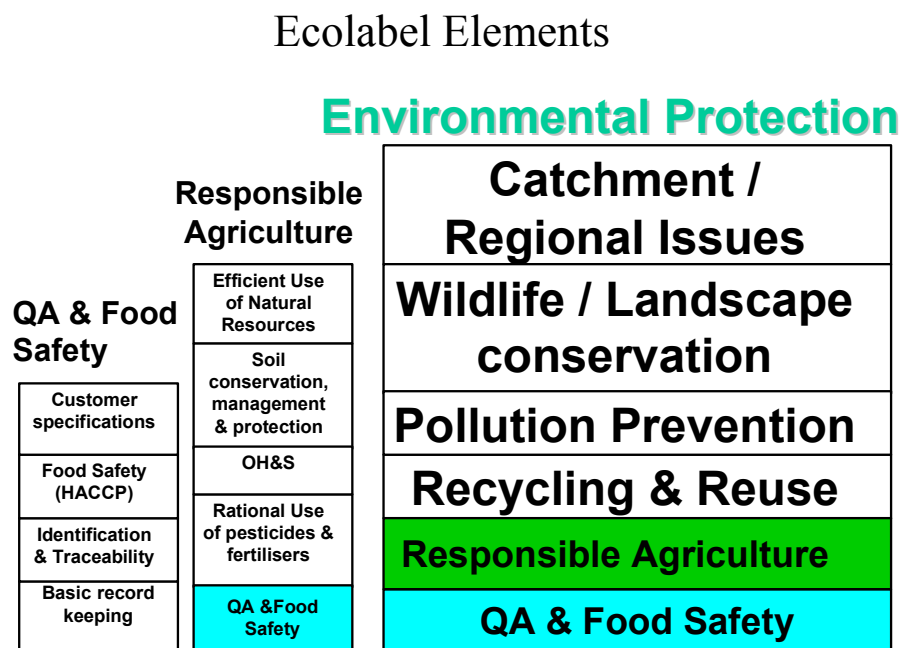 Ecolabel Elements
QA & Food
Safety
Customer
specifications
Food Safety
(HACCP)
Identification
& Traceability
Basic record
keeping
Responsible
Agriculture
Efficient Use
of Natural
Resources
Soil
conservation,
management
& protection
OH&S
Rational Use
of pesticides &
fertilisers
QA &Food
Safety
Environmental Protection
Catchment /
Regional Issues
Wildlife / Landscape
conservation
Pollution Prevention
Recycling & Reuse
Responsible Agriculture
QA & Food Safety